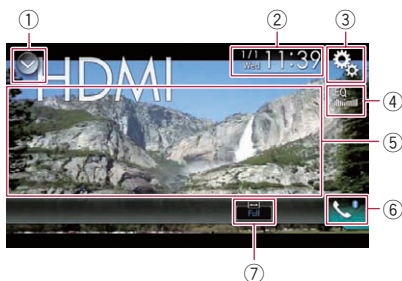 ① ② ③
HDMI
1/1
Wed
11:39
EQ
④
⑤
Full
⑥
⑦